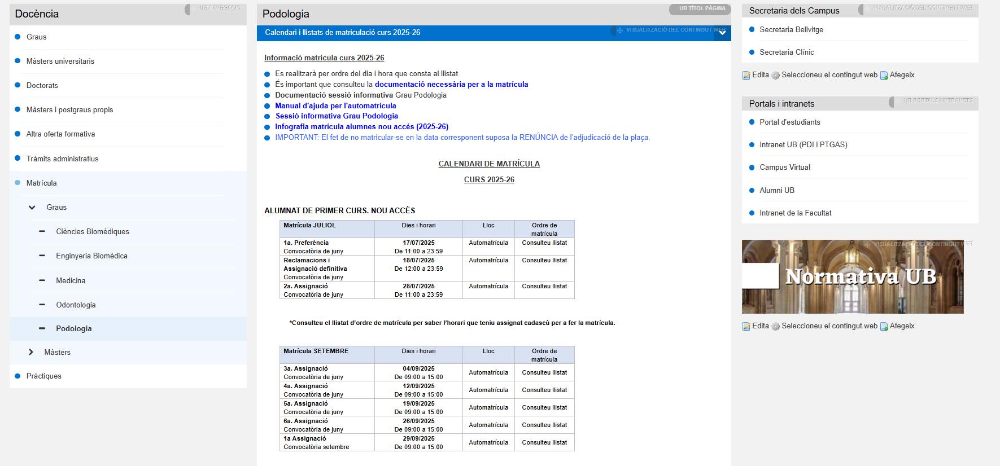 Docència
UB NAVEGACIÓ
Graus
Màsters universitaris
Doctorats
Màsters i postgraus propis
Altra oferta formativa
Tràmits administratius
Matrícula
Graus
Ciències Biomèdiques
Enginyeria Biomèdica
Medicina
Odontologia
Podologia
Màsters
Pràctiques
Podologia
UB TÍTOL PÀGINA
Calendari i llistats de matriculació curs 2025-26
VISUALITZACIÓ DEL CONTINGUT WEB
Informació matrícula curs 2025-26
Es realitzarà per ordre del dia i hora que consta al llistat
És important que consulteu la documentació necessària per a la matrícula
Documentació sessió informativa Grau Podologia
Manual d'ajuda per l'automatrícula
Sessió informativa Grau Podologia
Infografia matrícula alumnes nou accés (2025-26)
IMPORTANT: El fet de no matricular-se en la data corresponent suposa la RENÚNCIA de l’adjudicació de la plaça.
CALENDARI DE MATRÍCULA
CURS 2025-26
ALUMNAT DE PRIMER CURS. NOU ACCÉS
Matrícula JULIOL Dies i horari Lloc Ordre de
matrícula
1a. Preferència 17/07/2025 Automatrícula Consulteu llistat
Convocatòria de juny De 11:00 a 23:59
Reclamacions i 18/07/2025 Automatrícula Consulteu llistat
Assignació definitiva De 12:00 a 23:59
Convocatòria de juny
2a. Assignació 28/07/2025 Automatrícula Consulteu llistat
Convocatòria de juny De 11:00 a 23:59
*Consulteu el llistat d’ordre de matrícula per saber l’horari que teniu assignat cadascú per a fer la matrícula.
Matrícula SETEMBRE Dies i horari Lloc Ordre de
matrícula
3a. Assignació 04/09/2025 Automatrícula Consulteu llistat
Convocatòria de juny De 09:00 a 15:00
4a. Assignació 12/09/2025 Automatrícula Consulteu llistat
Convocatòria de juny De 09:00 a 15:00
5a. Assignació 19/09/2025 Automatrícula Consulteu llistat
Convocatòria de juny De 09:00 a 15:00
6a. Assignació 26/09/2025 Automatrícula Consulteu llistat
Convocatòria de juny De 09:00 a 15:00
1a Assignació 29/09/2025 Automatrícula Consulteu llistat
Convocatòria setembre De 09:00 a 15:00
Secretaria dels Campus
VISUALITZACIÓ DEL CONTINGUT WEB
Secretaria Bellvitge
Secretaria Clínic
Edita Seleccioneu el contingut web Afegeix
Portals i intranets
UB PORTALS I INTRANETS
Portal d'estudiants
Intranet UB (PDI i PTGAS)
Campus Virtual
Alumni UB
Intranet de la Facultat
VISUALITZACIÓ DEL CONTINGUT WEB
Normativa UB
Edita Seleccioneu el contingut web Afegeix